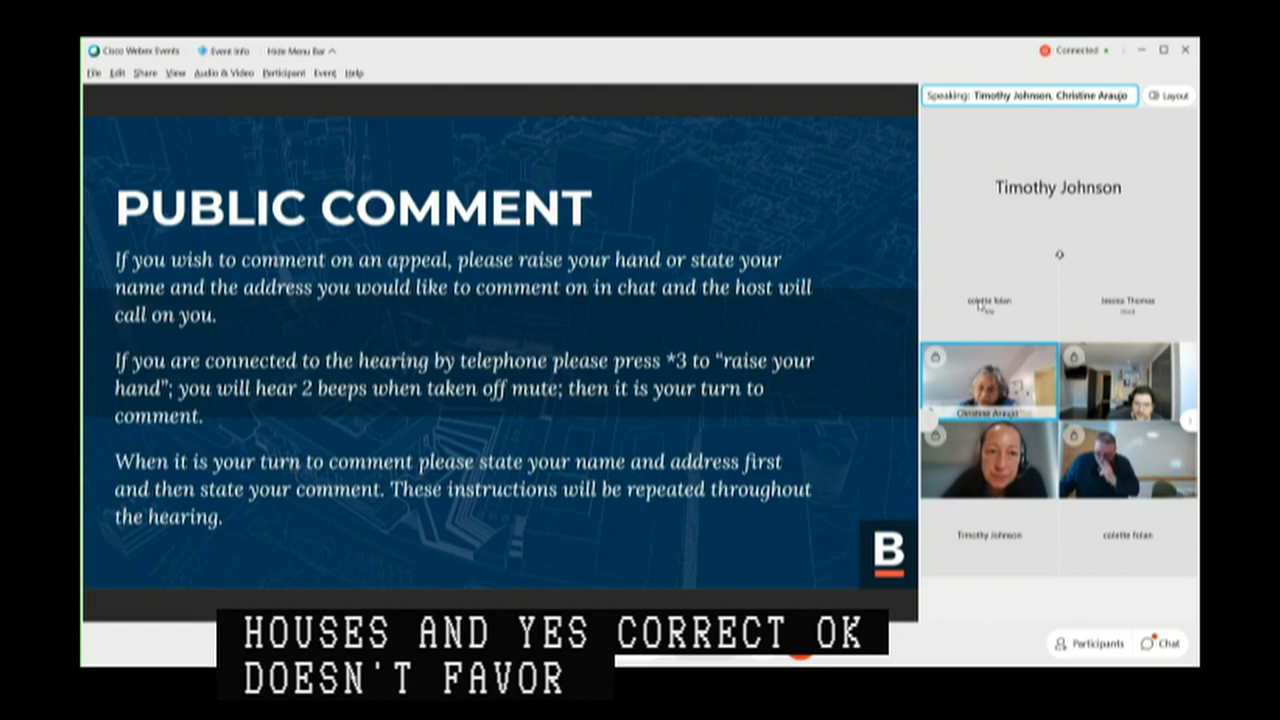 Cisco Webex Events Event Info Hide Menu Bar Connected
File Edit Share View Audio & Video Participant Event Help
Speaking: Timothy Johnson, Christine Araujo Layout
Timothy Johnson
PUBLIC COMMENT
If you wish to comment on an appeal, please raise your hand or state your
name and the address you would like to comment on in chat and the host will
call on you.
If you are connected to the hearing by telephone please press *3 to “raise your
hand”; you will hear 2 beeps when taken off mute; then it is your turn to
comment.
When it is your turn to comment please state your name and address first
and then state your comment. These instructions will be repeated throughout
the hearing.
B
colette folan Jessica Thomas
Host
Christine Araujo
Timothy Johnson colette folan
Participants Chat
HOUSES AND YES CORRECT OK
DOESN'T FAVOR